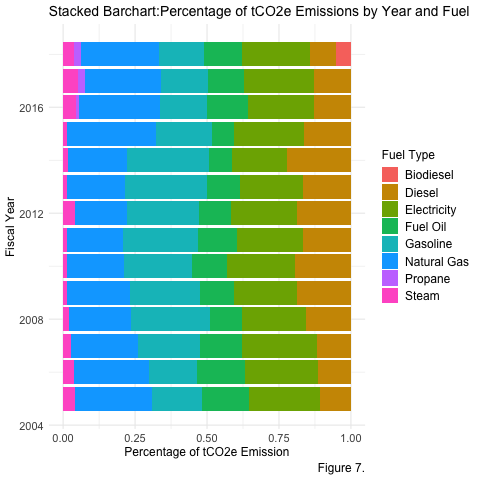 Stacked Barchart:Percentage of tCO2e Emissions by Year and Fuel
2016
2012
2008
2004
Fiscal Year
0.00 0.25 0.50 0.75 1.00
Percentage of tCO2e Emission
Fuel Type
Biodiesel
Diesel
Electricity
Fuel Oil
Gasoline
Natural Gas
Propane
Steam
Figure 7.